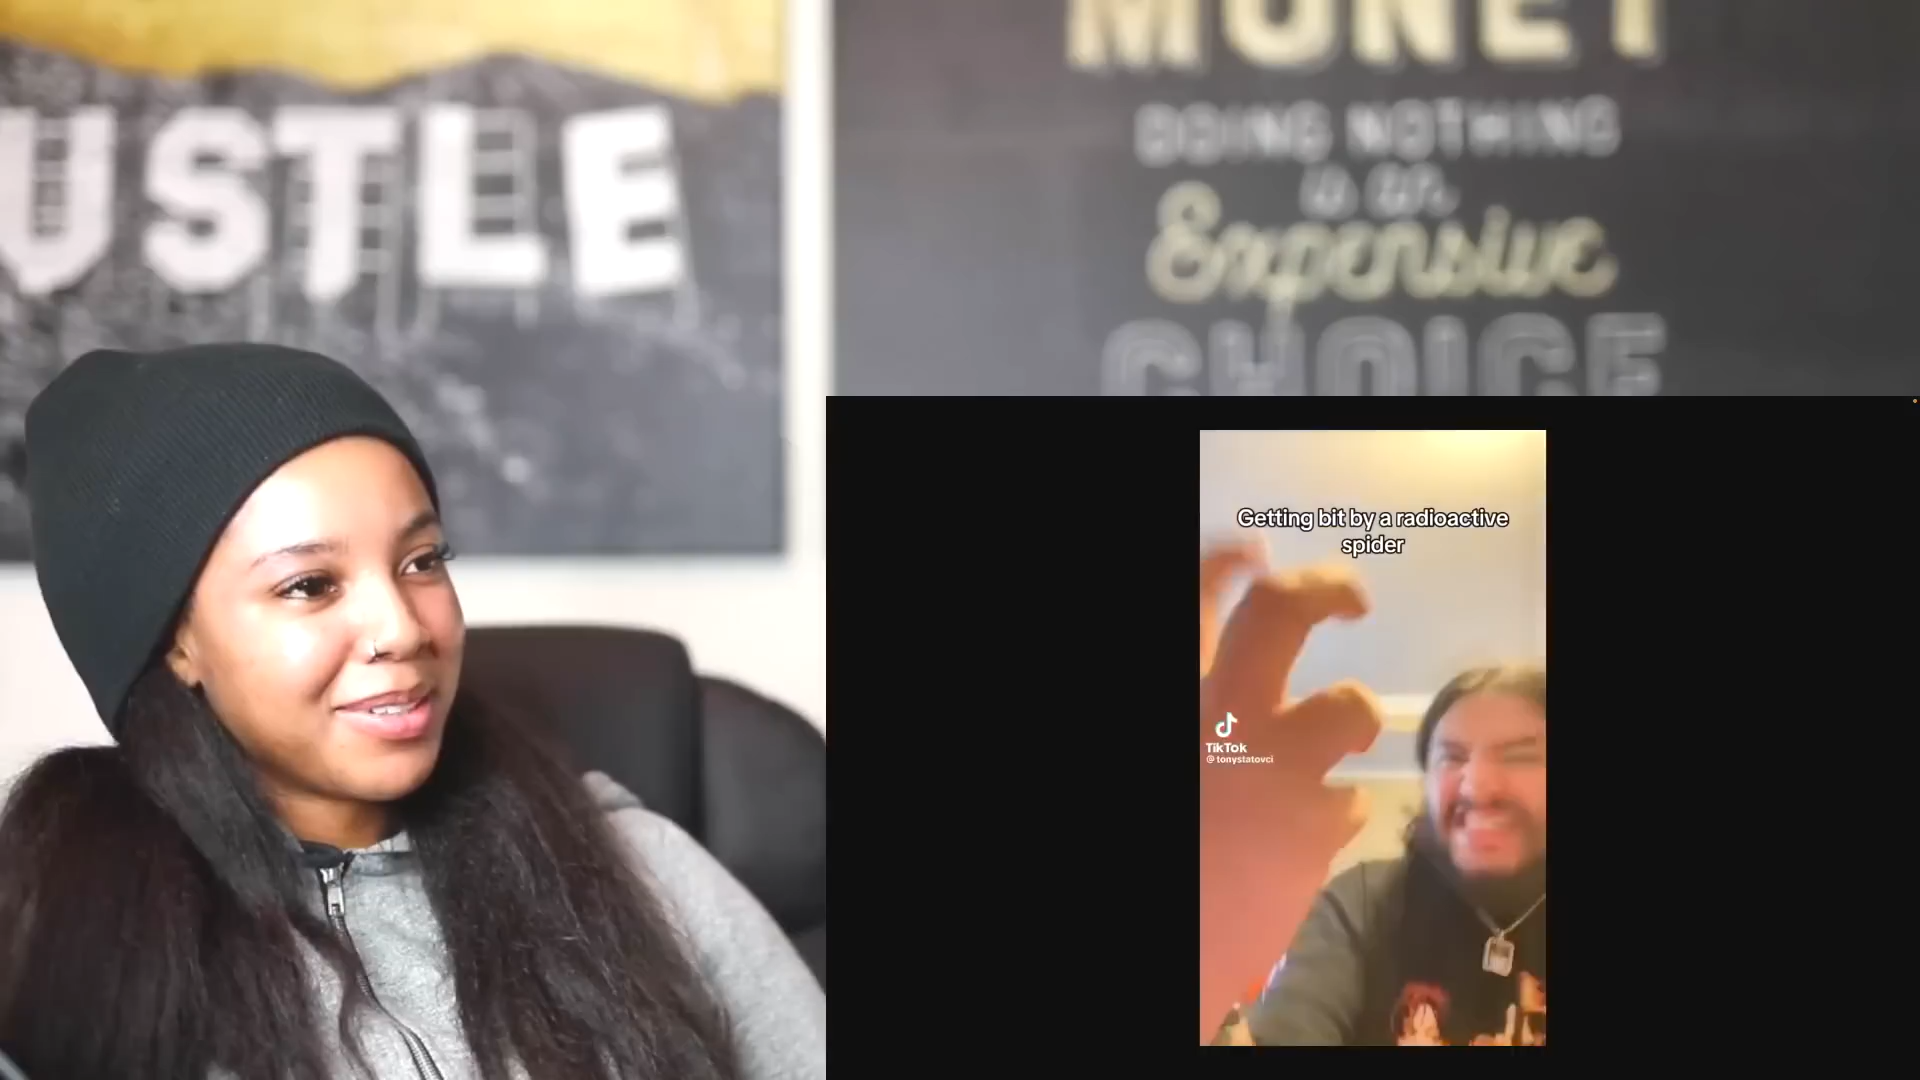 USTLE
MONEY
DOING NOTHING
is an
Expensive
CHOICE
Getting bit by a radioactive
spider
TikTok
@tonystatovci